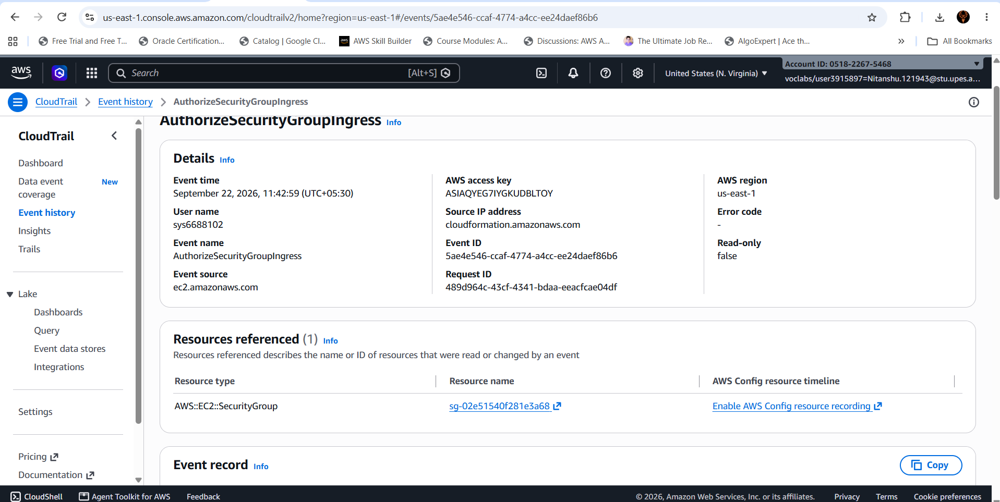 us-east-1.console.aws.amazon.com/cloudtrailv2/home?region=us-east-1#/events/5ae4e546-ccaf-4774-a4cc-ee24daef86b6
Free Trial and Free T...
Oracle Certification...
Catalog | Google Cl...
aws
AWS Skill Builder
Course Modules: A...
Discussions: AWS A...
The Ultimate Job Re...
AlgoExpert | Ace th...
»
All Bookmarks
aws
Search
[Alt+S]
United States (N. Virginia)
Account ID: 0518-2267-5468
voclabs/user3915897=Nitanshu.121943@stu.upes.a...
CloudTrail
Event history
AuthorizeSecurityGroupIngress
CloudTrail
Dashboard
Data event
coverage
New
Event history
Insights
Trails
Lake
Dashboards
Query
Event data stores
Integrations
Settings
Pricing
Documentation
AuthorizeSecurityGroupIngress Info
Details Info
Event time
September 22, 2026, 11:42:59 (UTC+05:30)
User name
sys6688102
Event name
AuthorizeSecurityGroupIngress
Event source
ec2.amazonaws.com
AWS access key
ASIAQYEG7IYGKUDBLTOY
Source IP address
cloudformation.amazonaws.com
Event ID
5ae4e546-ccaf-4774-a4cc-ee24daef86b6
Request ID
489d964c-43cf-4341-bdaa-eeacfcae04df
AWS region
us-east-1
Error code
-
Read-only
false
Resources referenced (1) Info
Resources referenced describes the name or ID of resources that were read or changed by an event
Resource type
Resource name
AWS Config resource timeline
AWS::EC2::SecurityGroup
sg-02e51540f281e3a68
Enable AWS Config resource recording
Event record Info
Copy
CloudShell
Agent Toolkit for AWS
Feedback
© 2026, Amazon Web Services, Inc. or its affiliates.
Privacy
Terms
Cookie preferences